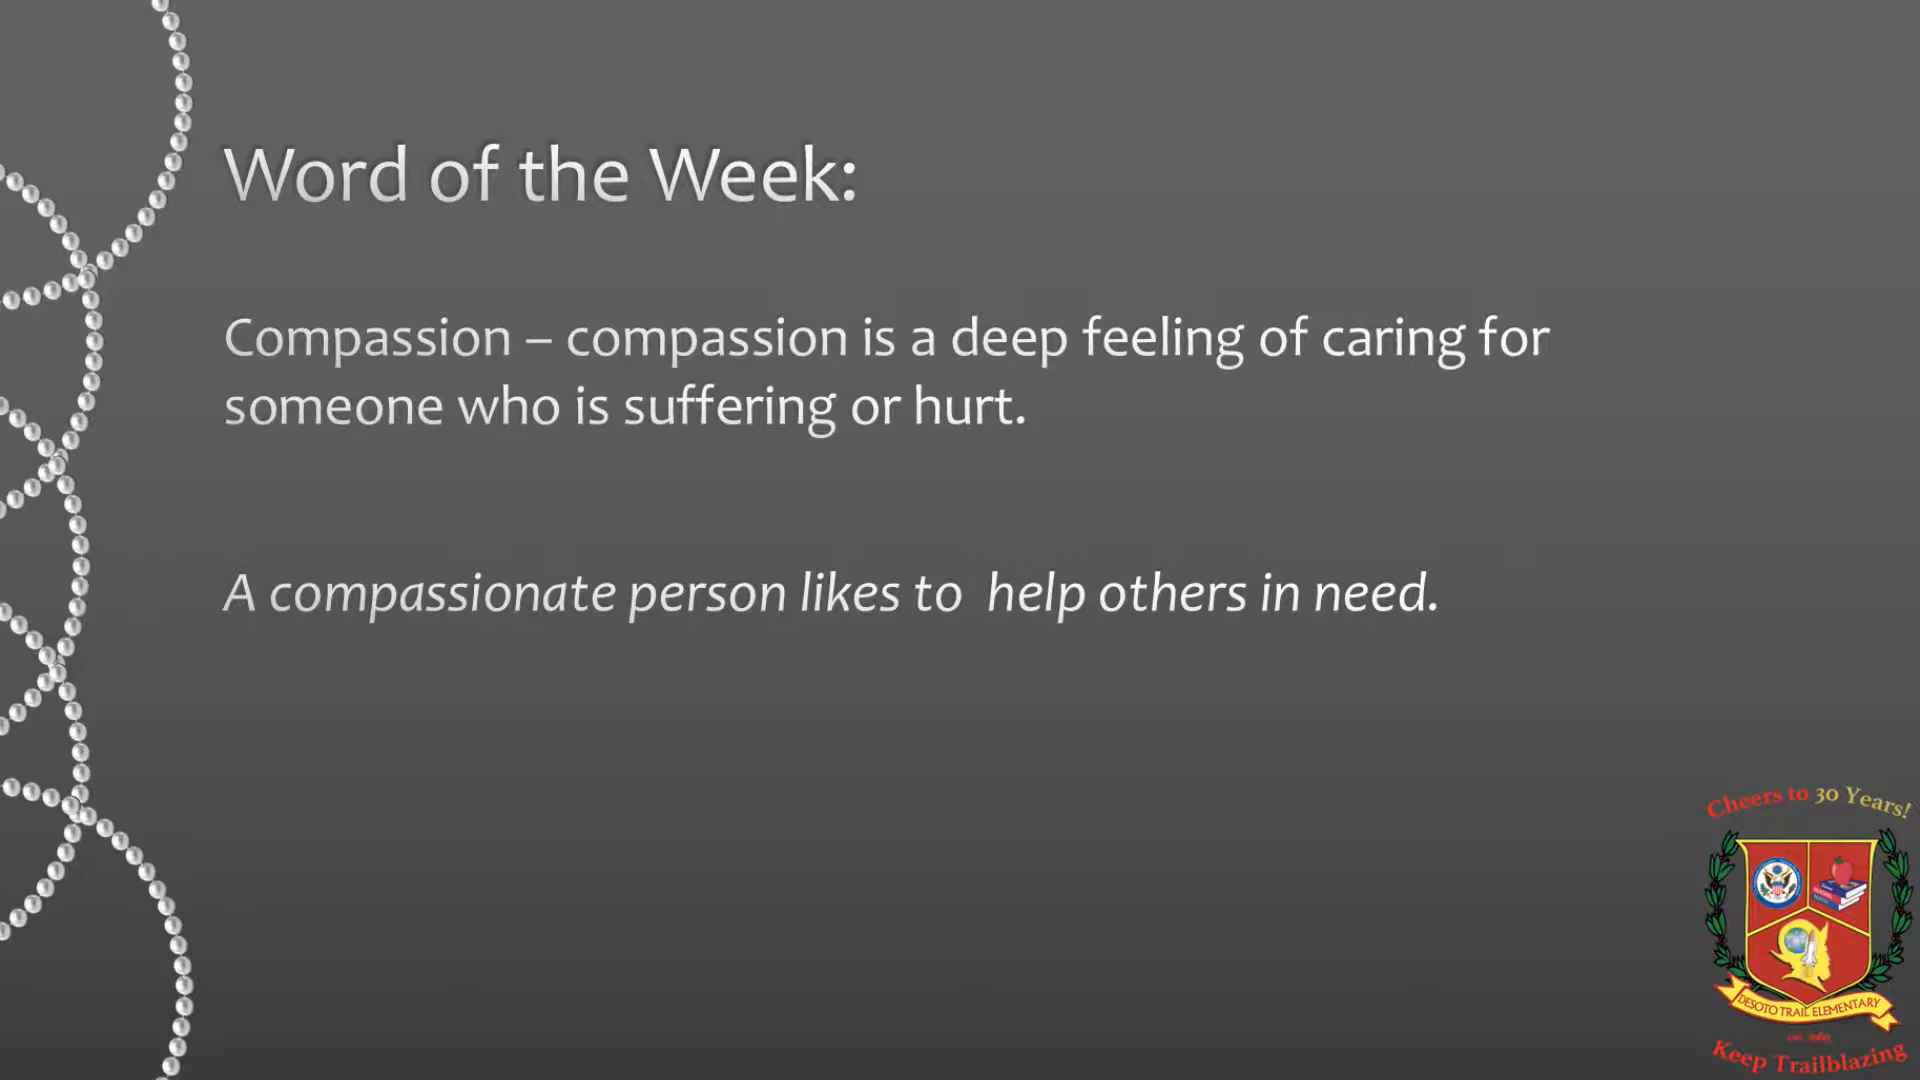 Word of the Week:
Compassion – compassion is a deep feeling of caring for
someone who is suffering or hurt.
A compassionate person likes to  help others in need.
Cheers to 30 Years!
DESOTO TRAIL ELEMENTARY
Keep Trailblazing